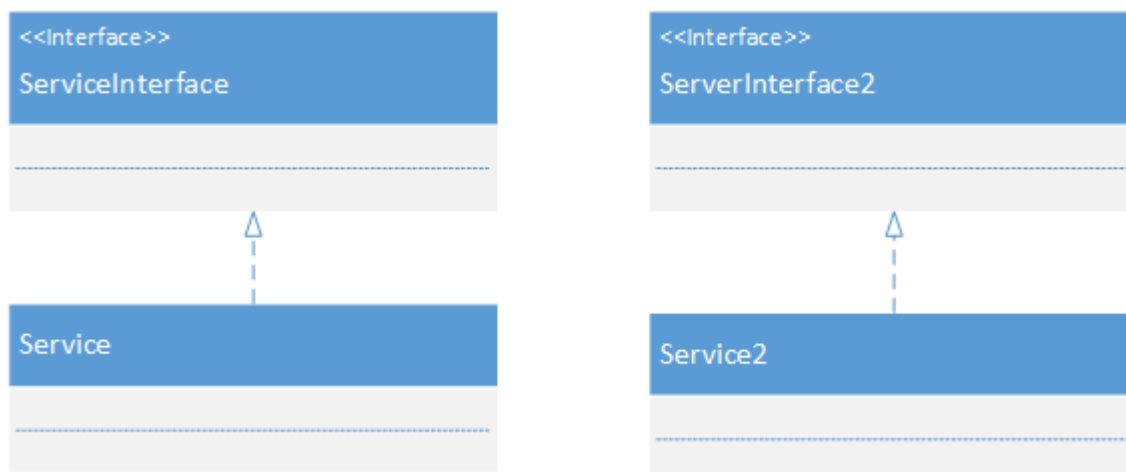 <<Interface>>
ServiceInterface
<<Interface>>
ServerInterface2
Service
Service2